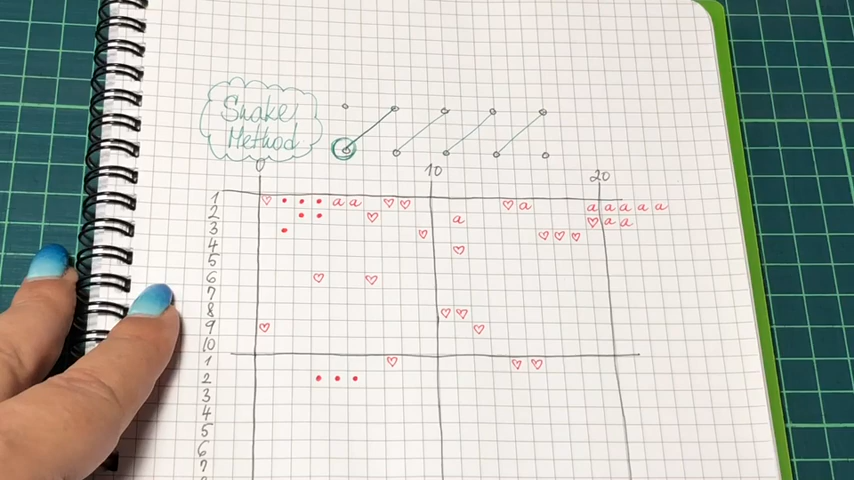 Snake
Method
0 10 20
1 ♡ • • • a a ♡ ♡ ♡ a a a a a a
2 • • ♡ a ♡ a a
3 • ♡ ♡ ♡ ♡
4 ♡
5
6 ♡ ♡
7
8 ♡ ♡
9 ♡ ♡
10
1 ♡ ♡ ♡
2 • • •
3
4
5
6
7